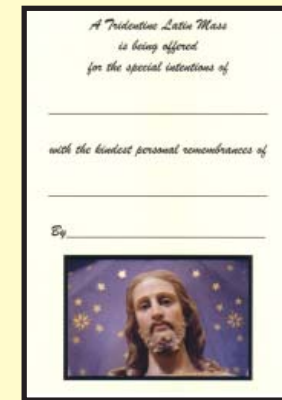 A Tridentine Latin Mass
is being offered
for the special intentions of
with the kindest personal remembrances of
By